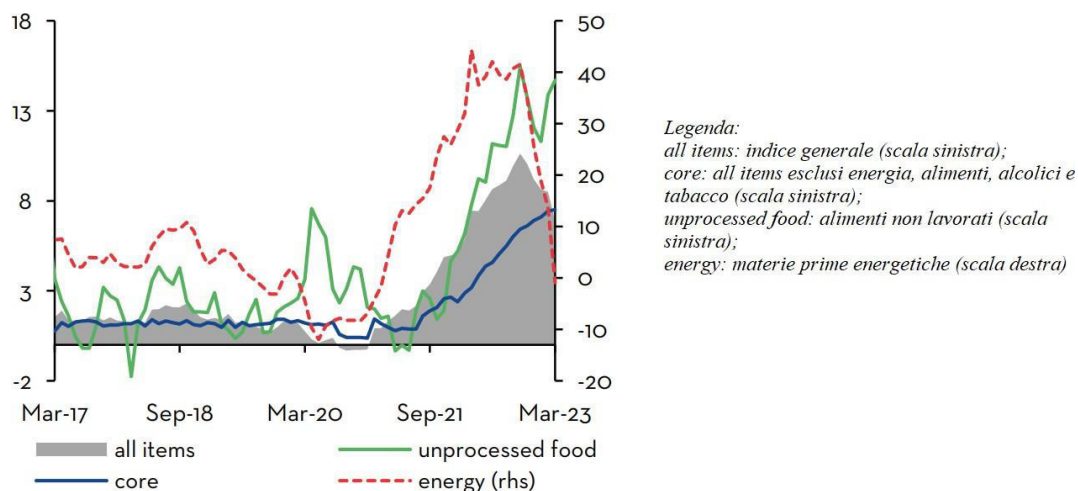 18
13
8
3
-2
50
40
30
20
10
0
-10
-20
Mar-17
Sep-18
Mar-20
Sep-21
Mar-23
all items
unprocessed food
core
energy (rhs)
Legenda:
all items: indice generale (scala sinistra);
core: all items esclusi energia, alimenti, alcolici e
tabacco (scala sinistra);
unprocessed food: alimenti non lavorati (scala
sinistra);
energy: materie prime energetiche (scala destra)